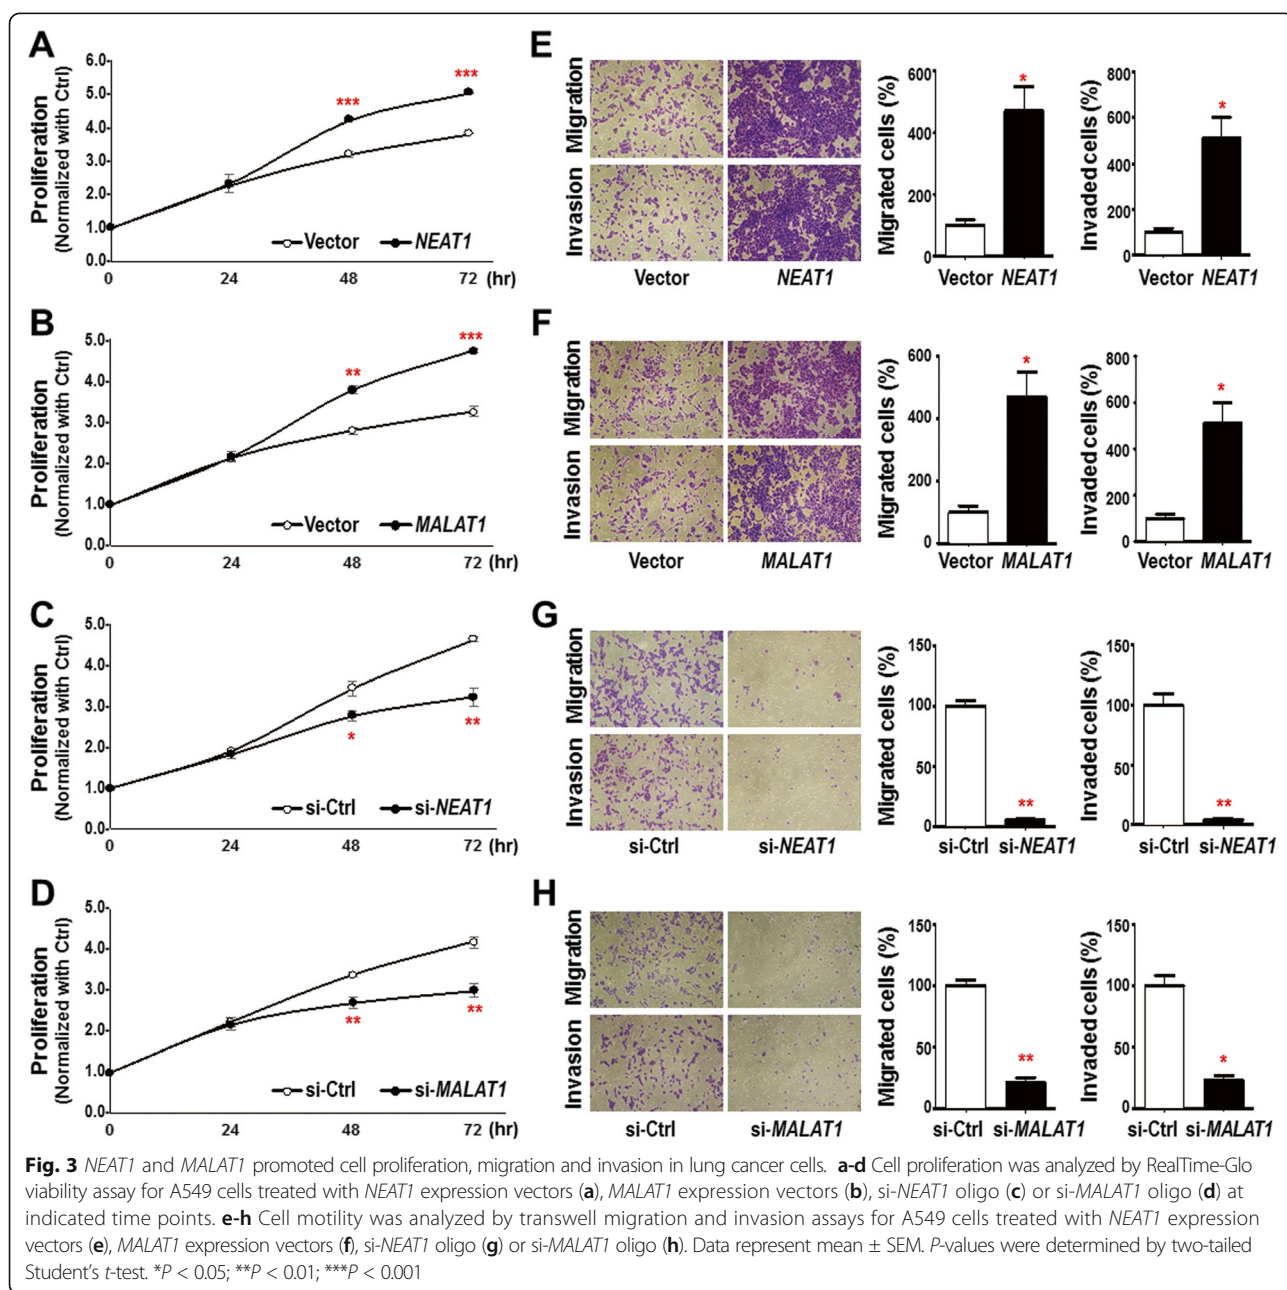 A
Proliferation
(Normalized with Ctrl)
6.0
5.0
4.0
3.0
2.0
1.0
0.0
***
***
Vector NEAT1
0 24 48 72 (hr)
B
Proliferation
(Normalized with Ctrl)
5.0
4.0
3.0
2.0
1.0
0.0
**
***
Vector MALAT1
0 24 48 72 (hr)
C
Proliferation
(Normalized with Ctrl)
5.0
4.0
3.0
2.0
1.0
0.0
*
**
si-Ctrl si-NEAT1
0 24 48 72 (hr)
D
Proliferation
(Normalized with Ctrl)
5.0
4.0
3.0
2.0
1.0
0.0
**
**
si-Ctrl si-MALAT1
0 24 48 72 (hr)
E
Migration
Invasion
Vector NEAT1
Migrated cells (%)
600
400
200
0
*
Vector NEAT1
Invaded cells (%)
800
600
400
200
0
*
Vector NEAT1
F
Migration
Invasion
Vector MALAT1
Migrated cells (%)
600
400
200
0
*
Vector MALAT1
Invaded cells (%)
800
600
400
200
0
*
Vector MALAT1
G
Migration
Invasion
si-Ctrl si-NEAT1
Migrated cells (%)
150
100
50
0
**
si-Ctrl si-NEAT1
Invaded cells (%)
150
100
50
0
**
si-Ctrl si-NEAT1
H
Migration
Invasion
si-Ctrl si-MALAT1
Migrated cells (%)
150
100
50
0
**
si-Ctrl si-MALAT1
Invaded cells (%)
150
100
50
0
*
si-Ctrl si-MALAT1
Fig. 3 NEAT1 and MALAT1 promoted cell proliferation, migration and invasion in lung cancer cells. a-d Cell proliferation was analyzed by RealTime-Glo
viability assay for A549 cells treated with NEAT1 expression vectors (a), MALAT1 expression vectors (b), si-NEAT1 oligo (c) or si-MALAT1 oligo (d) at
indicated time points. e-h Cell motility was analyzed by transwell migration and invasion assays for A549 cells treated with NEAT1 expression
vectors (e), MALAT1 expression vectors (f), si-NEAT1 oligo (g) or si-MALAT1 oligo (h). Data represent mean ± SEM. P-values were determined by two-tailed
Student's t-test. *P < 0.05; **P < 0.01; ***P < 0.001